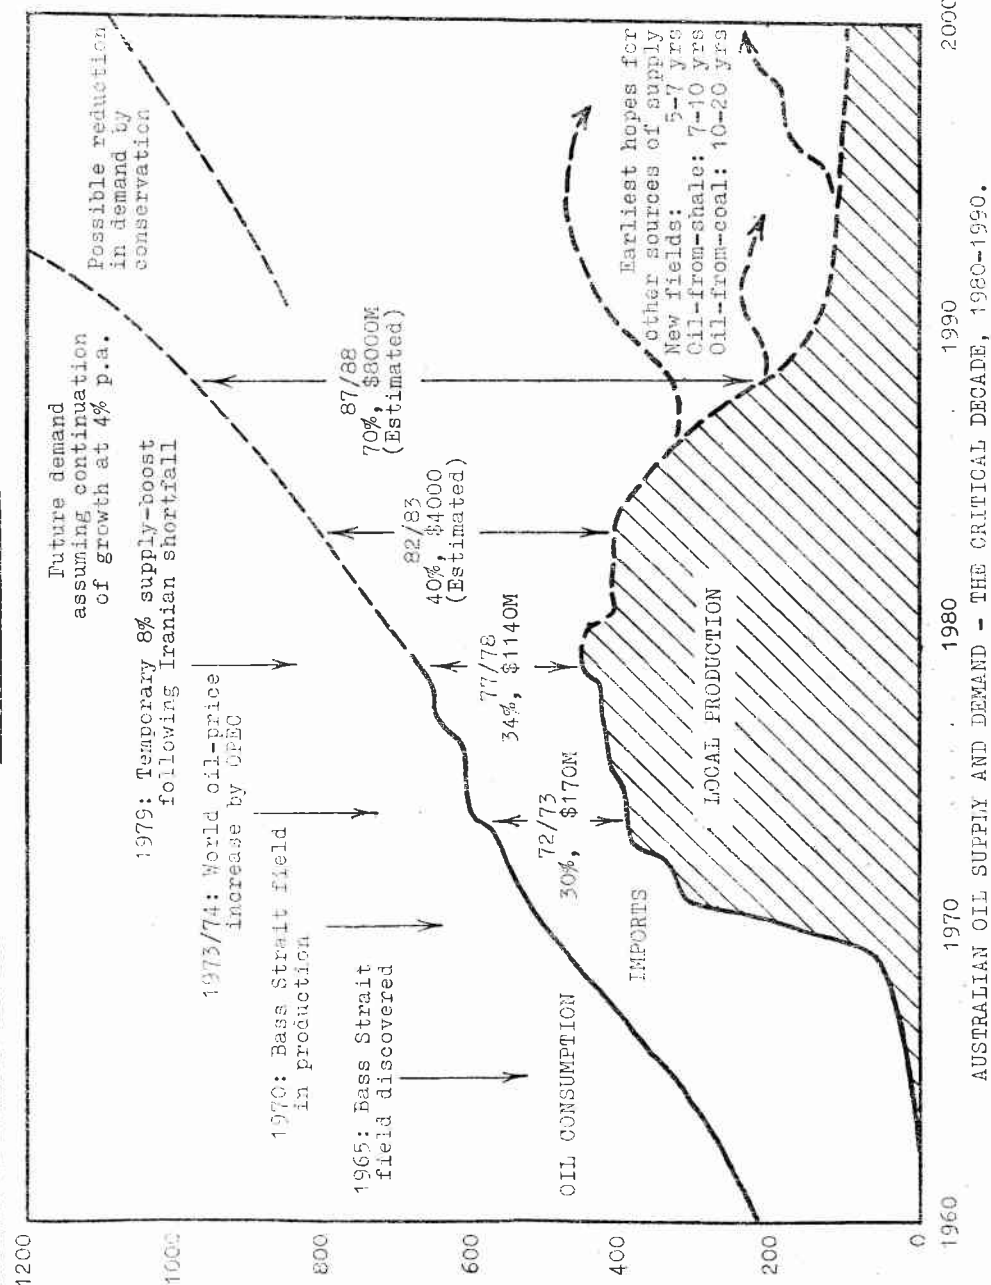 1200
1000
800
600
400
200
0
1960
1970
1980
1990
2000
Future demand
assuming continuation
of growth at 4% p.a.
Possible reduction
in demand by
conservation
1979: Temporary 8% supply-boost
following Iranian shortfall
1973/74: World oil-price
increase by OPEC
1970: Bass Strait field
in production
1965: Bass Strait
field discovered
OIL CONSUMPTION
IMPORTS
72/73
30%, $170M
77/78
34%, $1140M
82/83
40%, $4000
(Estimated)
87/88
70%, $8000M
(Estimated)
Earliest hopes for
other sources of supply
New fields: 5-7 yrs
Oil-from-shale: 7-10 yrs
Oil-from-coal: 10-20 yrs
LOCAL PRODUCTION
AUSTRALIAN OIL SUPPLY AND DEMAND - THE CRITICAL DECADE, 1980-1990.